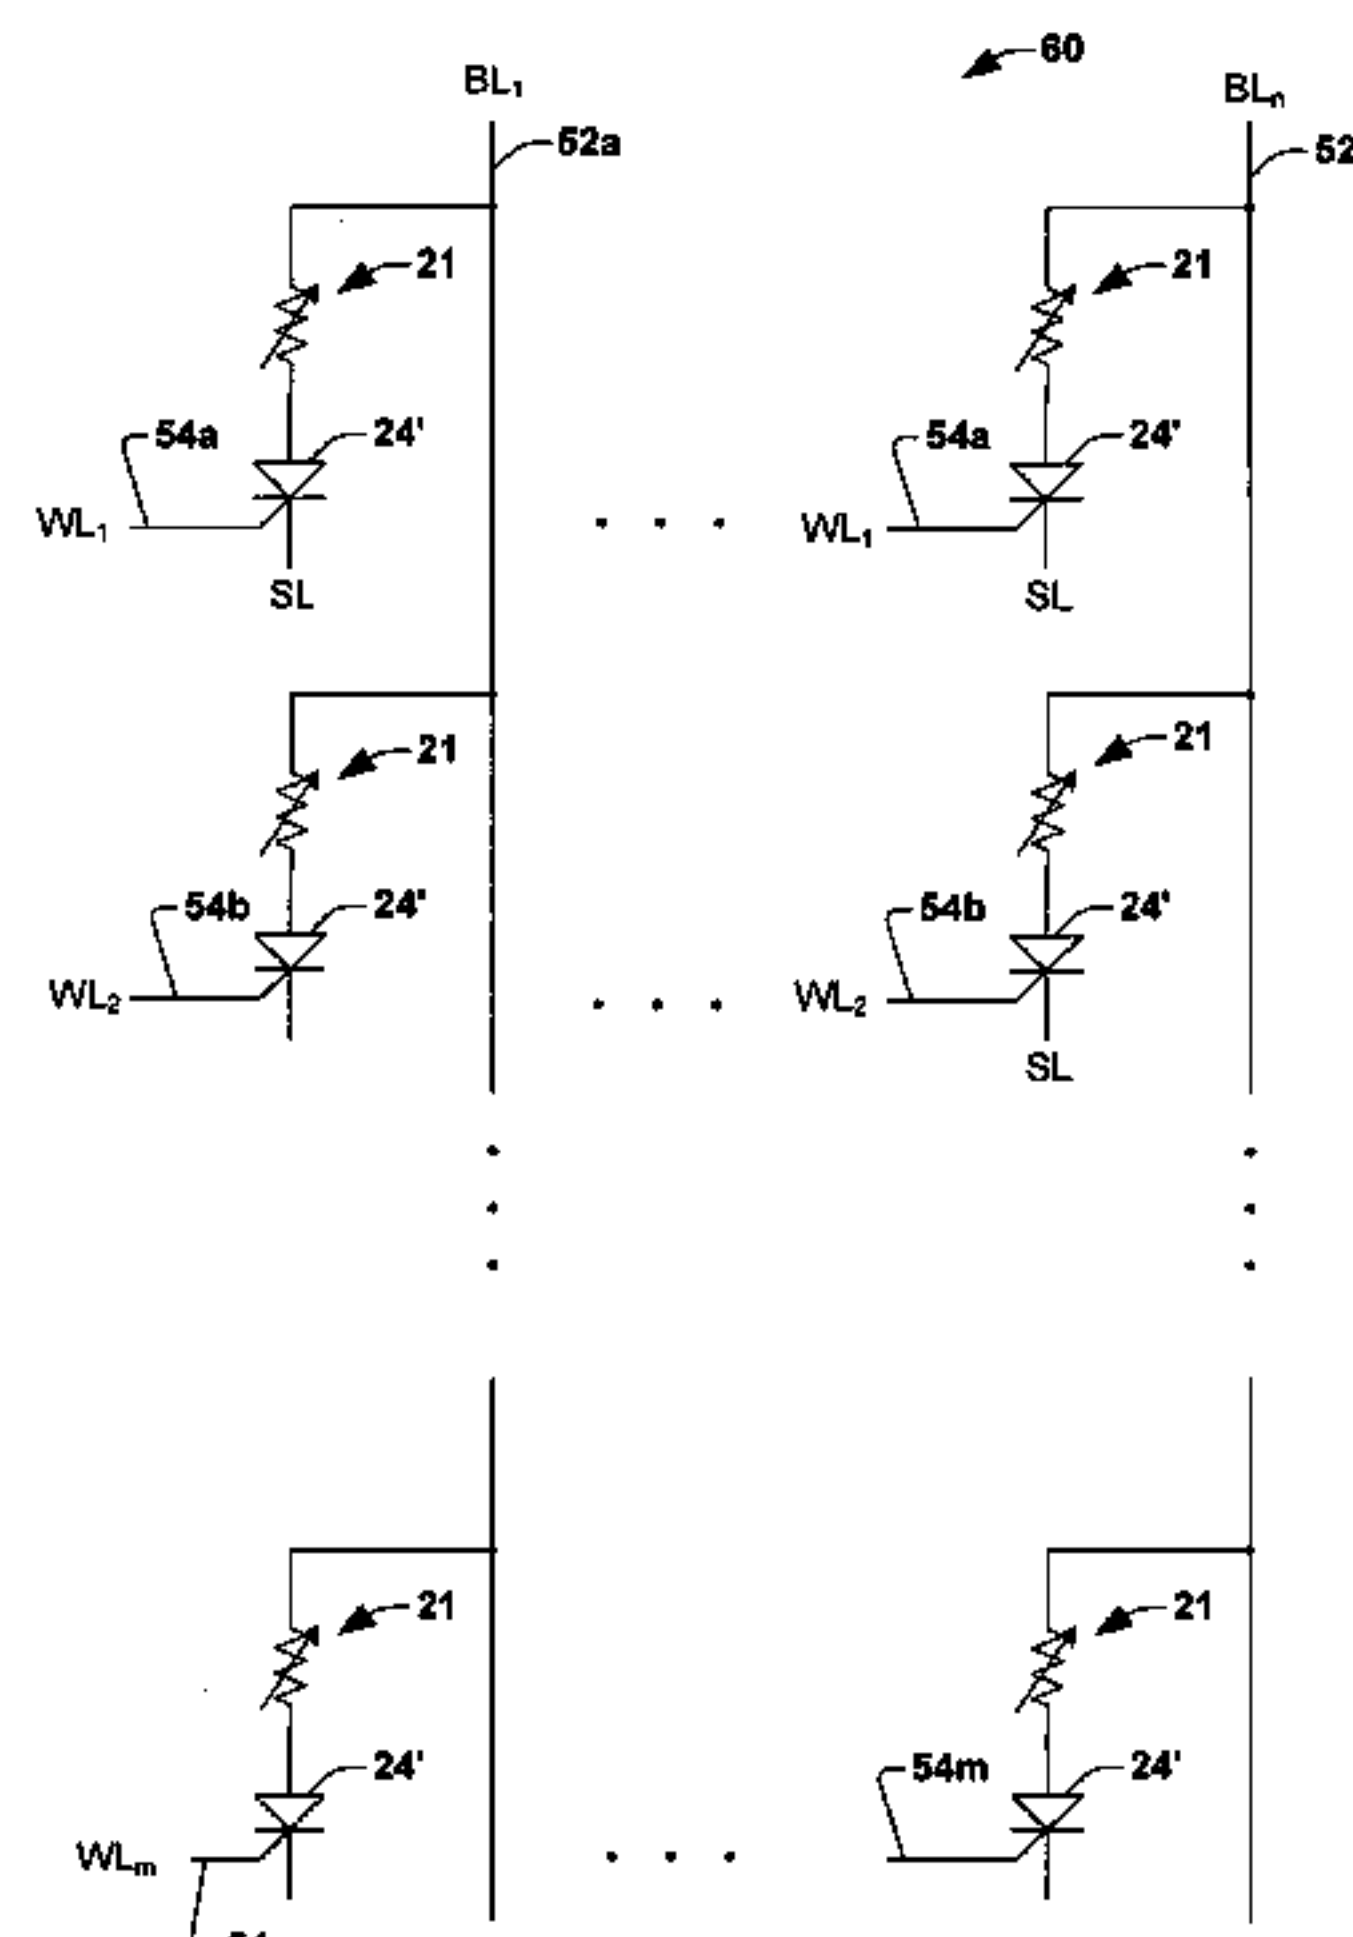 60
BL₁ BLₙ
52a 52
21 21
54a 24' 54a 24'
WL₁ WL₁
SL SL
21 21
54b 24' 54b 24'
WL₂ WL₂
SL
21 21
24' 54m 24'
WLₘ